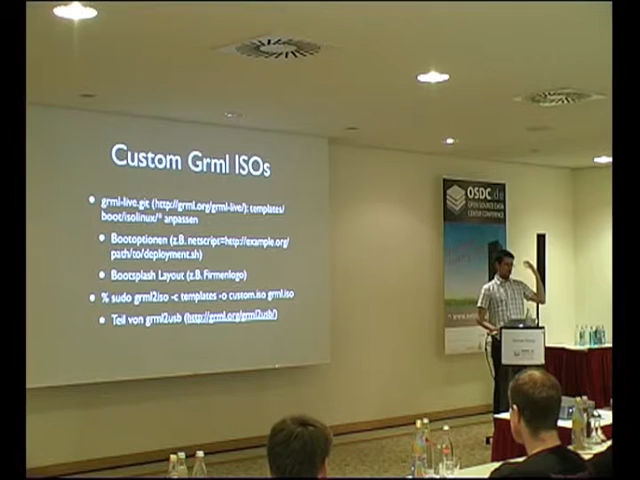 Custom Grml ISOs
• grml-live.git (http://grml.org/grml-live/): templates/
boot/isolinux/* anpassen
• Bootoptionen (z.B. netscript=http://example.org/
path/to/deployment.sh)
• Bootsplash Layout (z.B. Firmenlogo)
• % sudo grml2iso -c templates -o custom.iso grml.iso
• Teil von grml2usb (http://grml.org/grml2usb/)
OSDC.de
OPEN SOURCE DATA
CENTER CONFERENCE